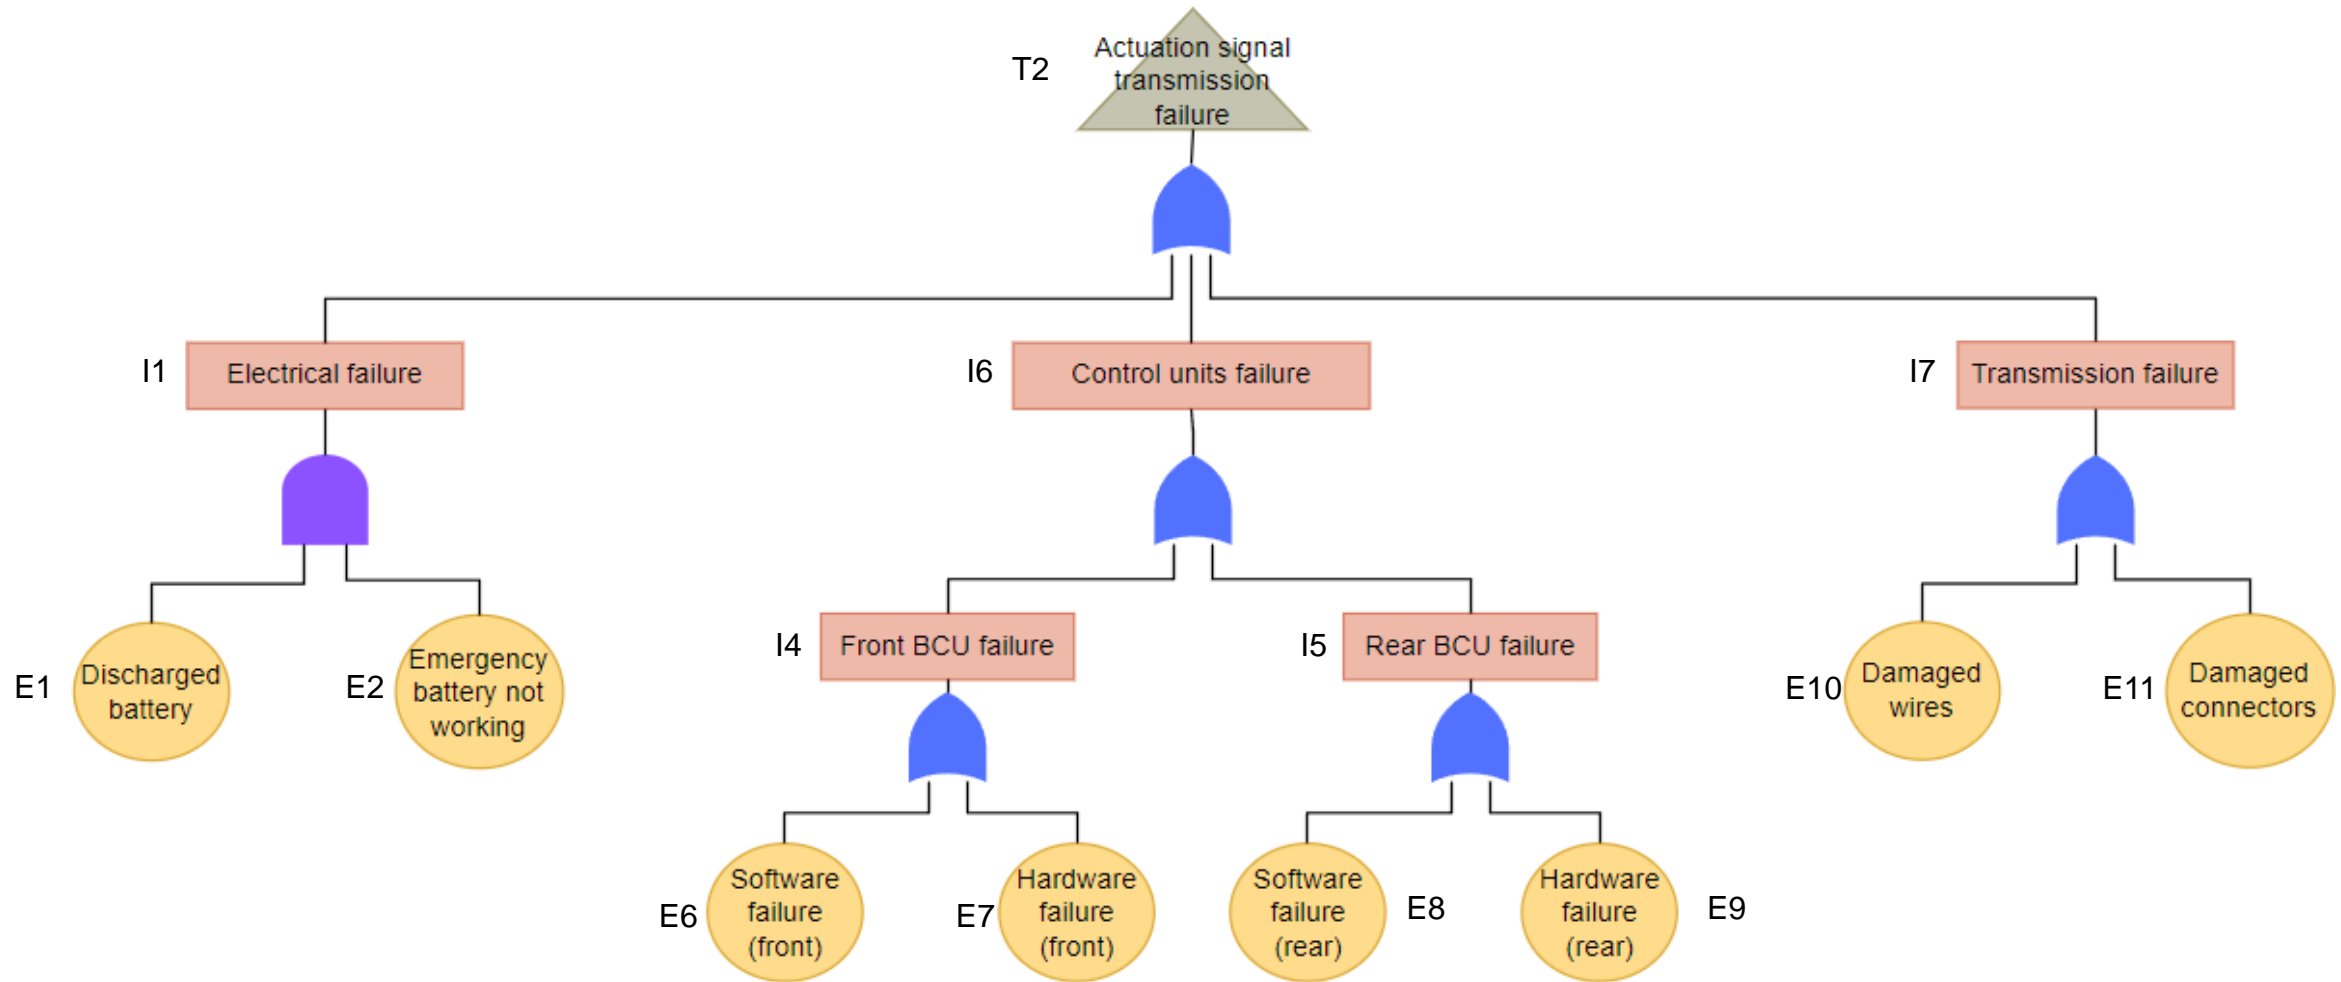 T2
Actuation signal
transmission
failure
I1
Electrical failure
I6
Control units failure
I7
Transmission failure
I4
Front BCU failure
I5
Rear BCU failure
E1
Discharged
battery
E2
Emergency
battery not
working
E10
Damaged
wires
E11
Damaged
connectors
E6
Software
failure
(front)
E7
Hardware
failure
(front)
Software
failure
(rear)
E8
Hardware
failure
(rear)
E9